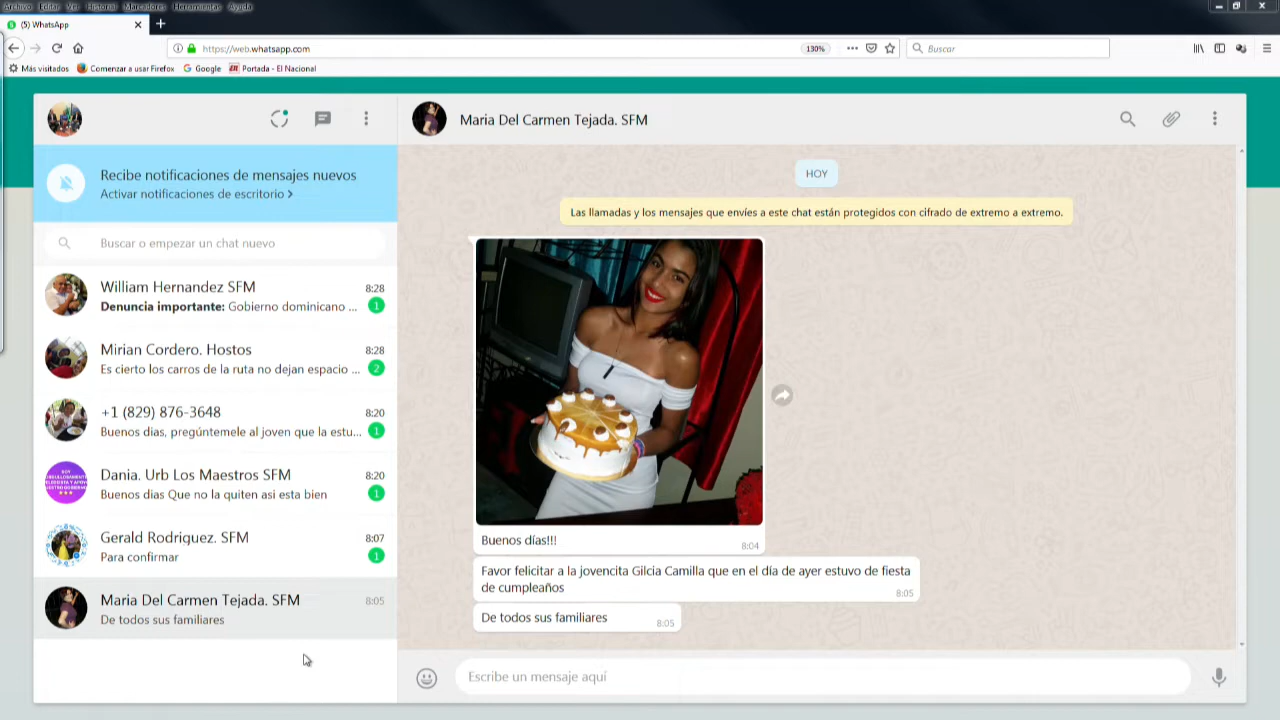 Archivo Editar Ver Historial Marcadores Herramientas Ayuda
(5) WhatsApp
https://web.whatsapp.com
130%
Buscar
Más visitados
Comenzar a usar Firefox
Google
Portada - El Nacional
Maria Del Carmen Tejada. SFM
Recibe notificaciones de mensajes nuevos
Activar notificaciones de escritorio >
Buscar o empezar un chat nuevo
William Hernandez SFM
8:28
Denuncia importante: Gobierno dominicano ...
1
Mirian Cordero. Hostos
8:28
Es cierto los carros de la ruta no dejan espacio ...
2
+1 (829) 876-3648
8:20
Buenos dias, pregúntemele al joven que la estu...
1
Dania. Urb Los Maestros SFM
8:20
Buenos dias Que no la quiten asi esta bien
1
Gerald Rodriquez. SFM
8:07
Para confirmar
1
Maria Del Carmen Tejada. SFM
8:05
De todos sus familiares
HOY
Las llamadas y los mensajes que envíes a este chat están protegidos con cifrado de extremo a extremo.
Buenos días!!!
8:04
Favor felicitar a la jovencita Gilcia Camilla que en el día de ayer estuvo de fiesta
de cumpleaños
8:05
De todos sus familiares
8:05
Escribe un mensaje aquí